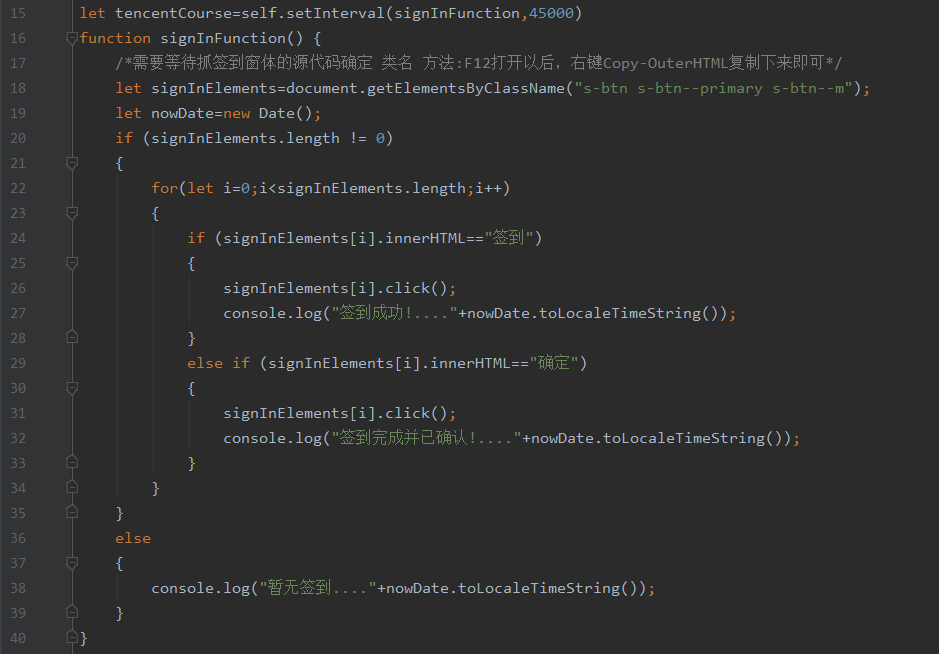 15 let tencentCourse=self.setInterval(signInFunction,45000)
16 function signInFunction() {
17 /*需要等待抓签到窗体的源代码确定 类名 方法:F12打开以后，右键Copy-OuterHTML复制下来即可*/
18 let signInElements=document.getElementsByClassName("s-btn s-btn--primary s-btn--m");
19 let nowDate=new Date();
20 if (signInElements.length != 0)
21 {
22 for(let i=0;i<signInElements.length;i++)
23 {
24 if (signInElements[i].innerHTML=="签到")
25 {
26 signInElements[i].click();
27 console.log("签到成功!...."+nowDate.toLocaleTimeString());
28 }
29 else if (signInElements[i].innerHTML=="确定")
30 {
31 signInElements[i].click();
32 console.log("签到完成并已确认!...."+nowDate.toLocaleTimeString());
33 }
34 }
35 }
36 else
37 {
38 console.log("暂无签到...."+nowDate.toLocaleTimeString());
39 }
40 }